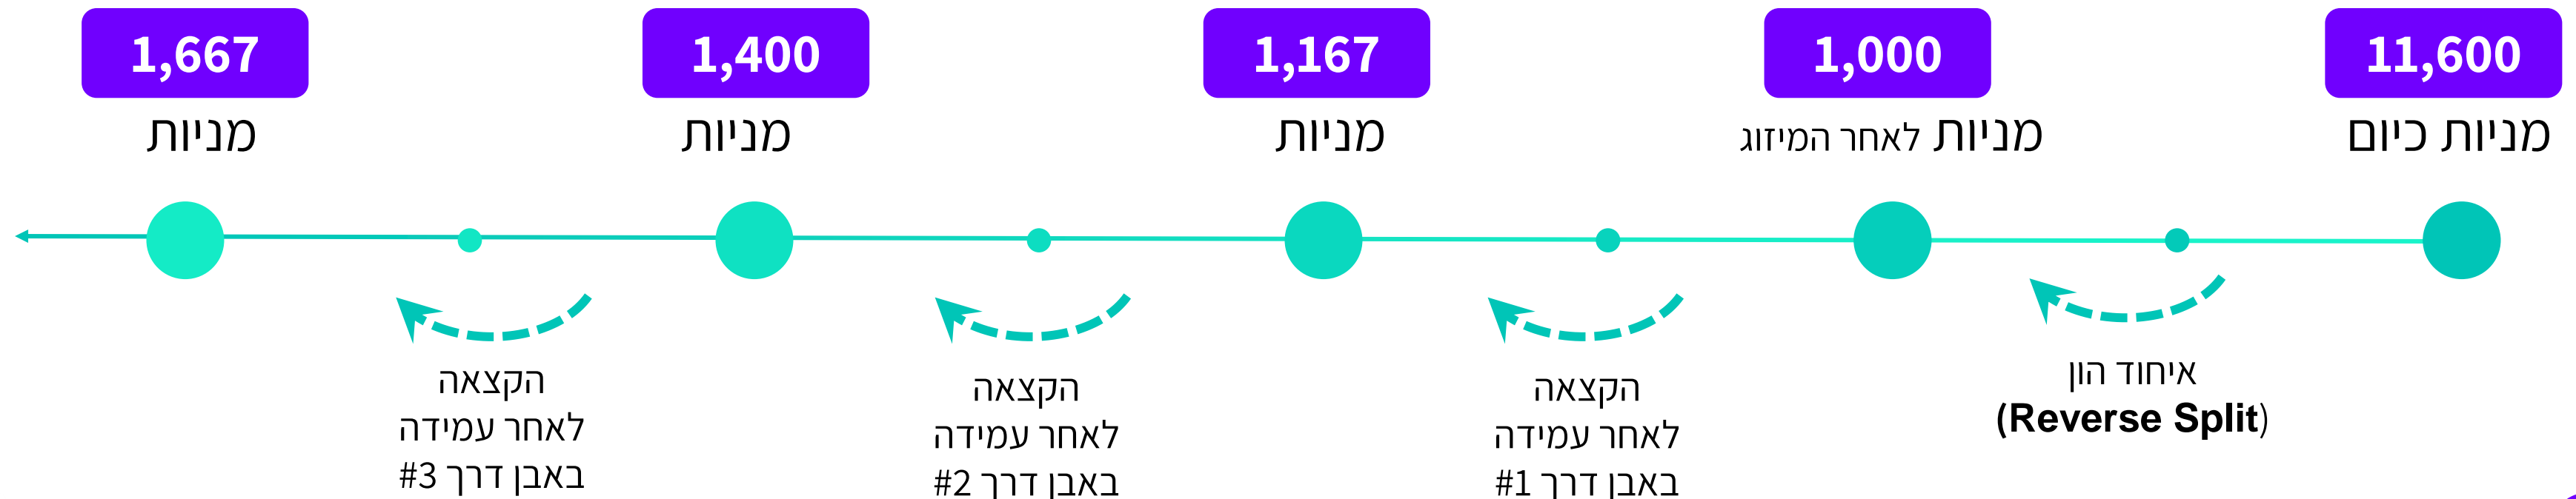 11,600
מניות כיום
1,000
מניות לאחר המיזוג
1,167
מניות
1,400
מניות
1,667
מניות
איחוד הון
(Reverse Split)
הקצאה
לאחר עמידה
באבן דרך 1#
הקצאה
לאחר עמידה
באבן דרך 2#
הקצאה
לאחר עמידה
באבן דרך 3#